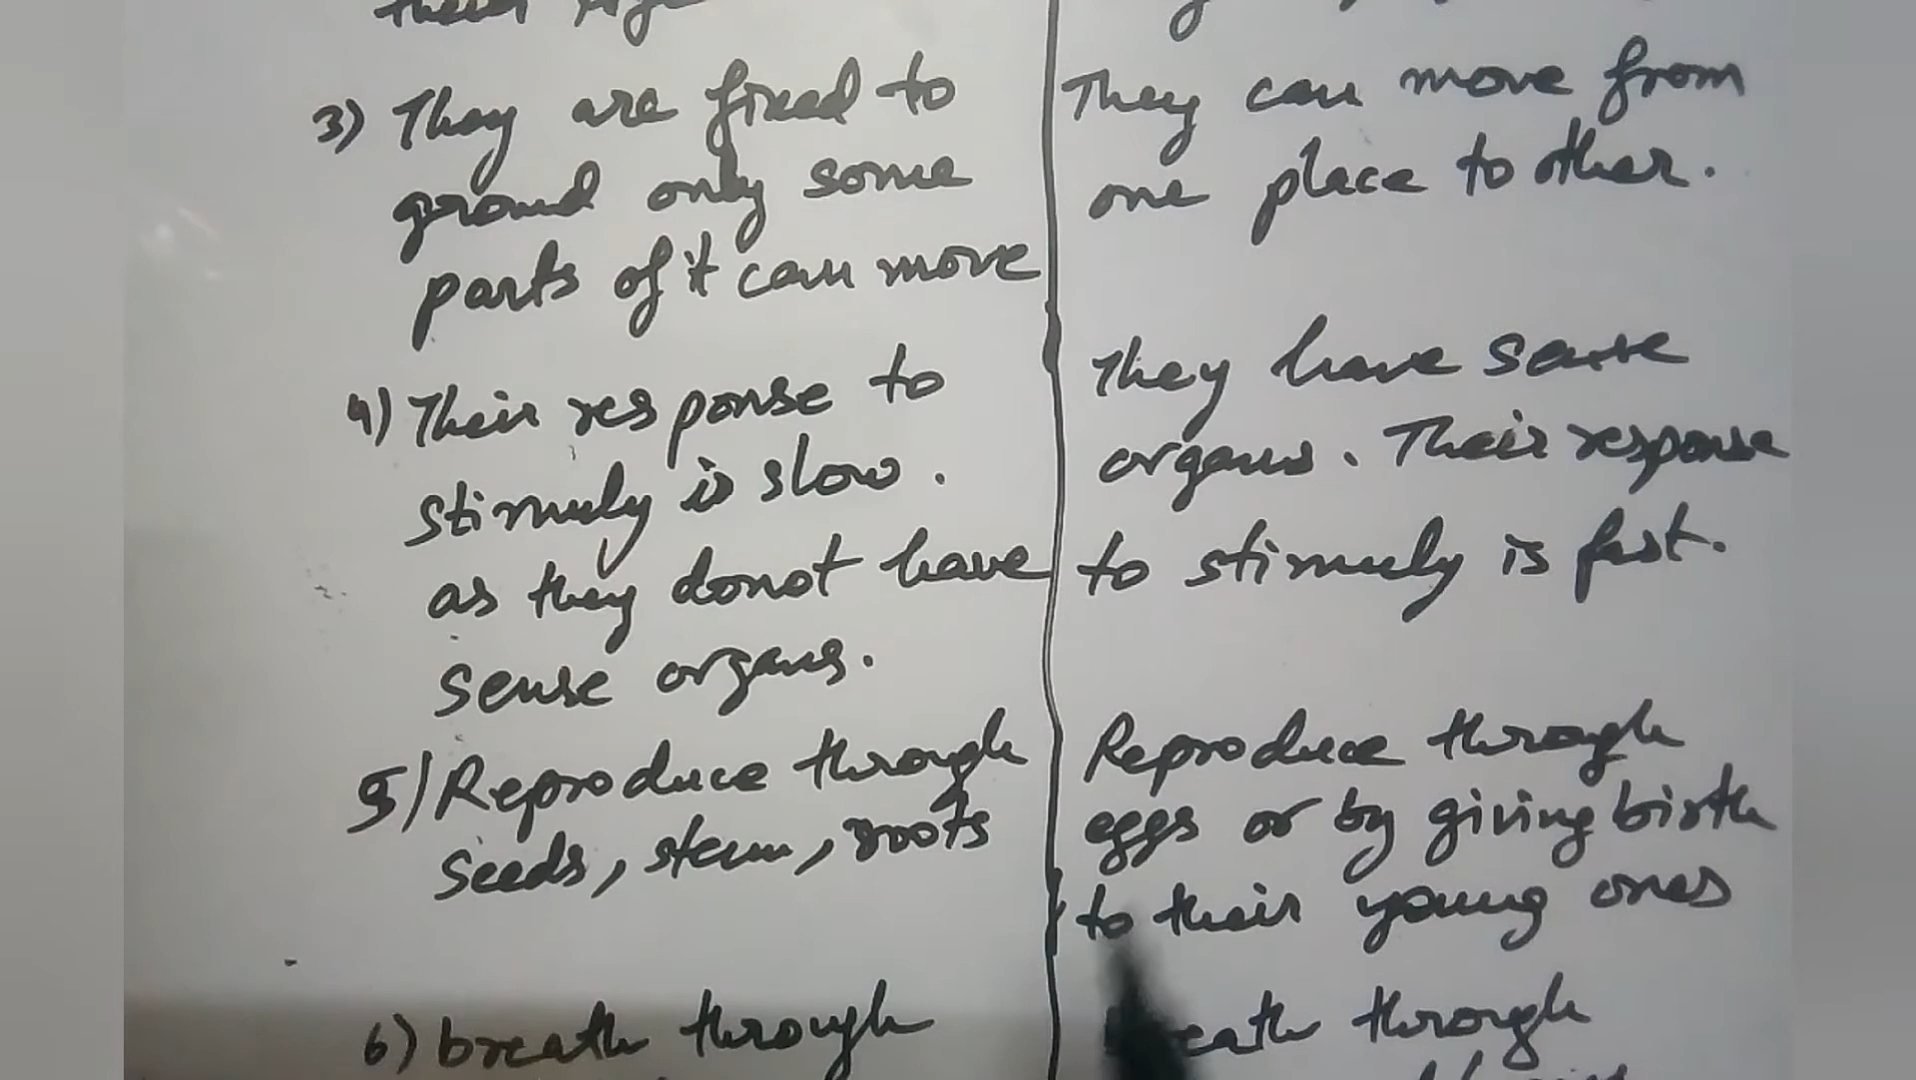 3) They are fixed to
ground only some
parts of it can move
4) Their response to
stimuly is slow.
as they donot have
sense organs.
5) Reproduce through
seeds, stem, roots
6) breath through
They can move from
one place to other.
They have sense
organs. Their response
to stimuly is fast.
Reproduce through
eggs or by giving birth
to their young ones
through